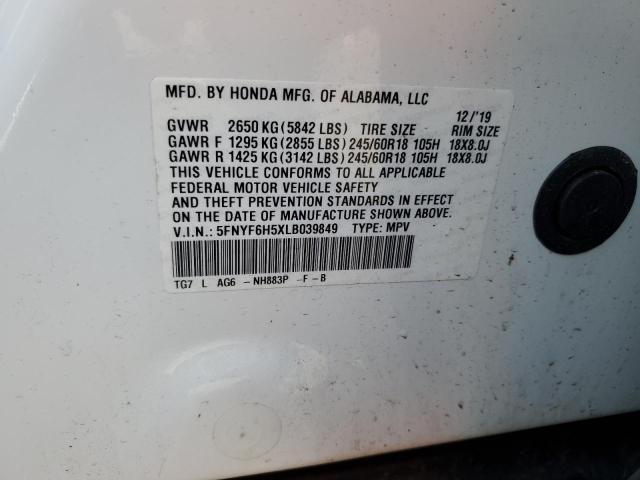 MFD. BY HONDA MFG. OF ALABAMA, LLC
12/'19
GVWR 2650 KG (5842 LBS) TIRE SIZE RIM SIZE
GAWR F 1295 KG (2855 LBS) 245/60R18 105H 18X8.0J
GAWR R 1425 KG (3142 LBS) 245/60R18 105H 18X8.0J
THIS VEHICLE CONFORMS TO ALL APPLICABLE
FEDERAL MOTOR VEHICLE SAFETY
AND THEFT PREVENTION STANDARDS IN EFFECT
ON THE DATE OF MANUFACTURE SHOWN ABOVE.
V.I.N.: 5FNYF6H5XLB039849 TYPE: MPV
TG7 L AG6 - NH883P -F-B